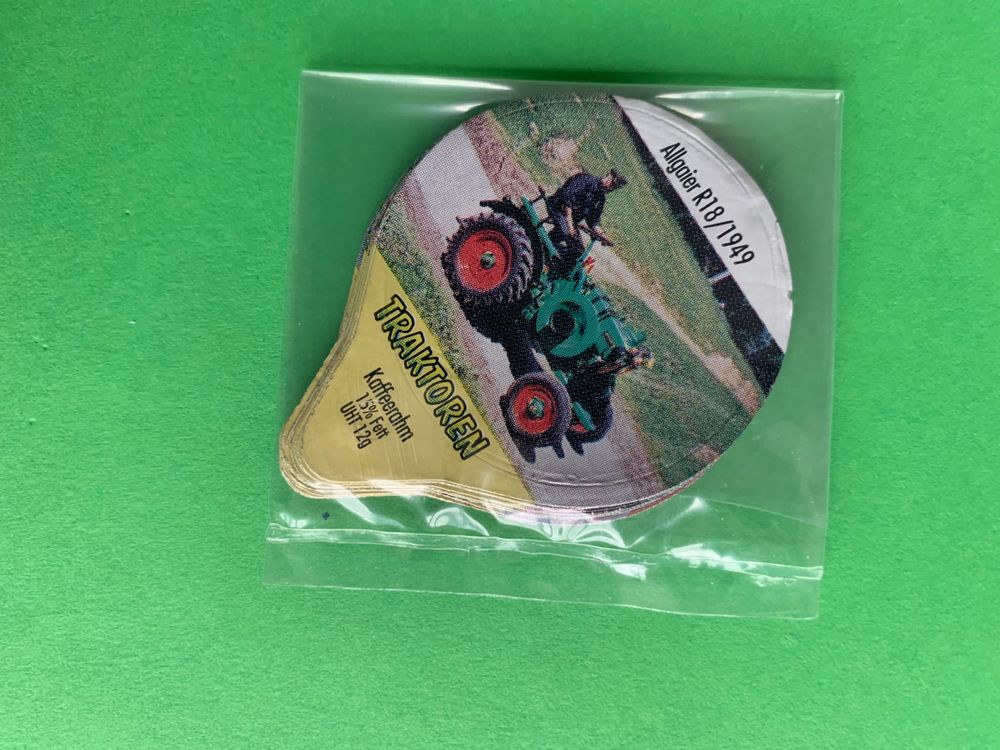 Allgaier R18/1949
TRAKTOREN
Kaffeerahm
15% Fett
UHT 12g